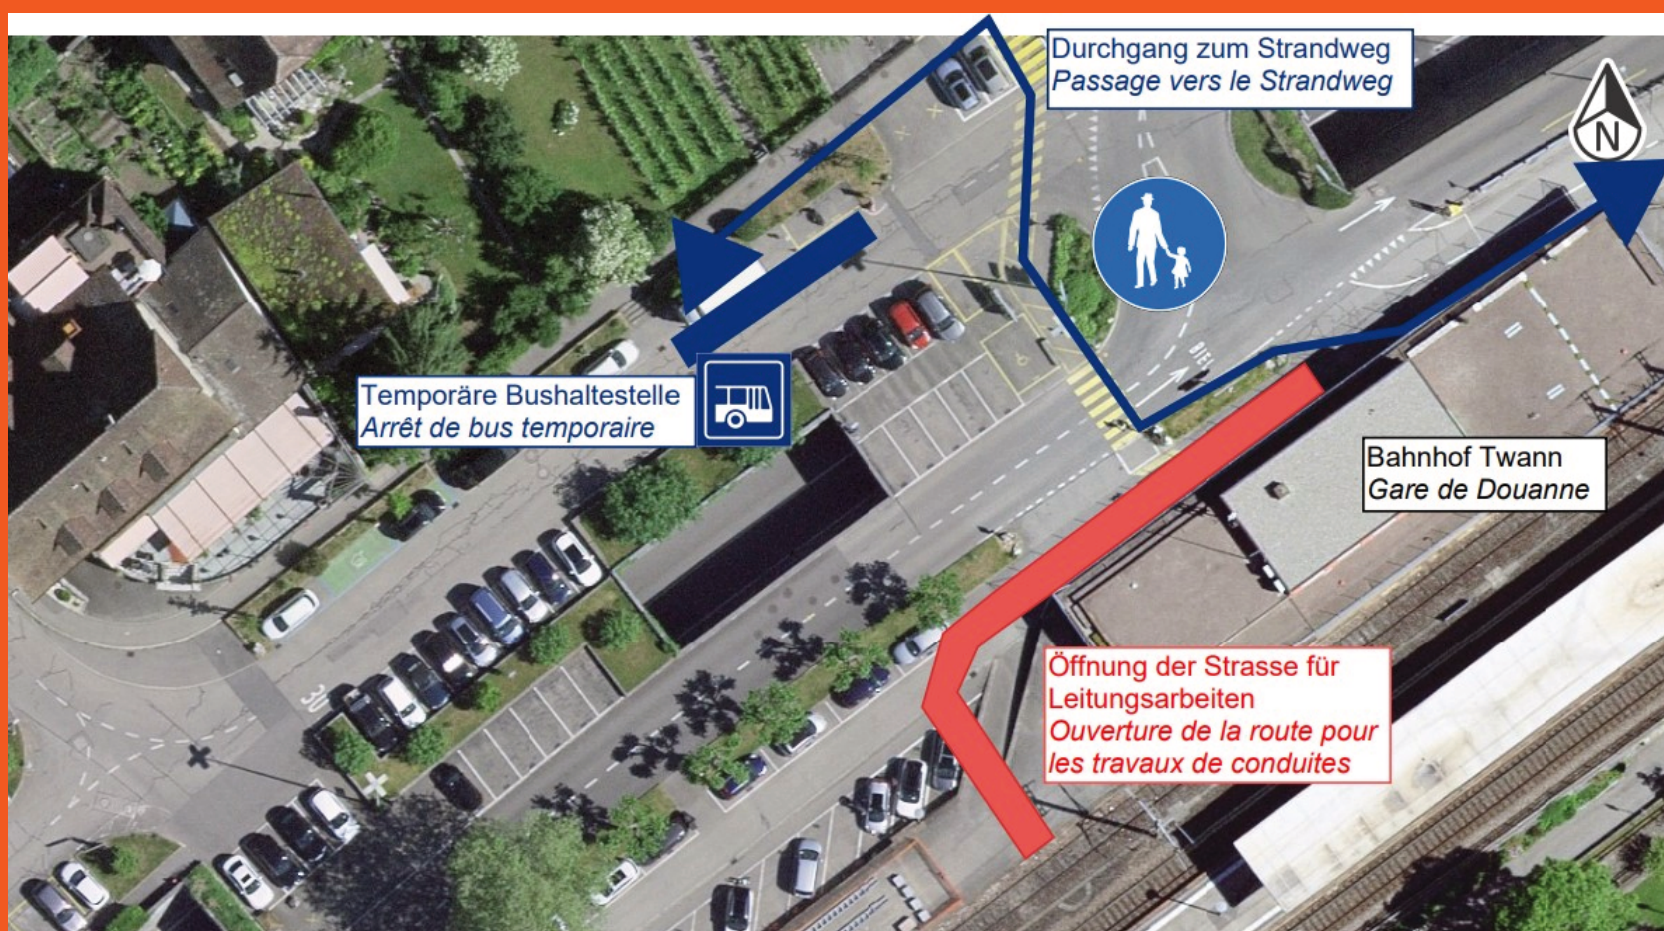 Durchgang zum Strandweg
Passage vers le Strandweg
N
Temporäre Bushaltestelle
Arrêt de bus temporaire
Bahnhof Twann
Gare de Douanne
Öffnung der Strasse für
Leitungsarbeiten
Ouverture de la route pour
les travaux de conduites
30